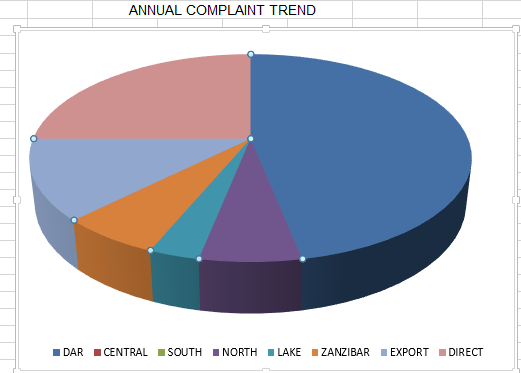 ANNUAL COMPLAINT TREND
DAR CENTRAL SOUTH NORTH LAKE ZANZIBAR EXPORT DIRECT